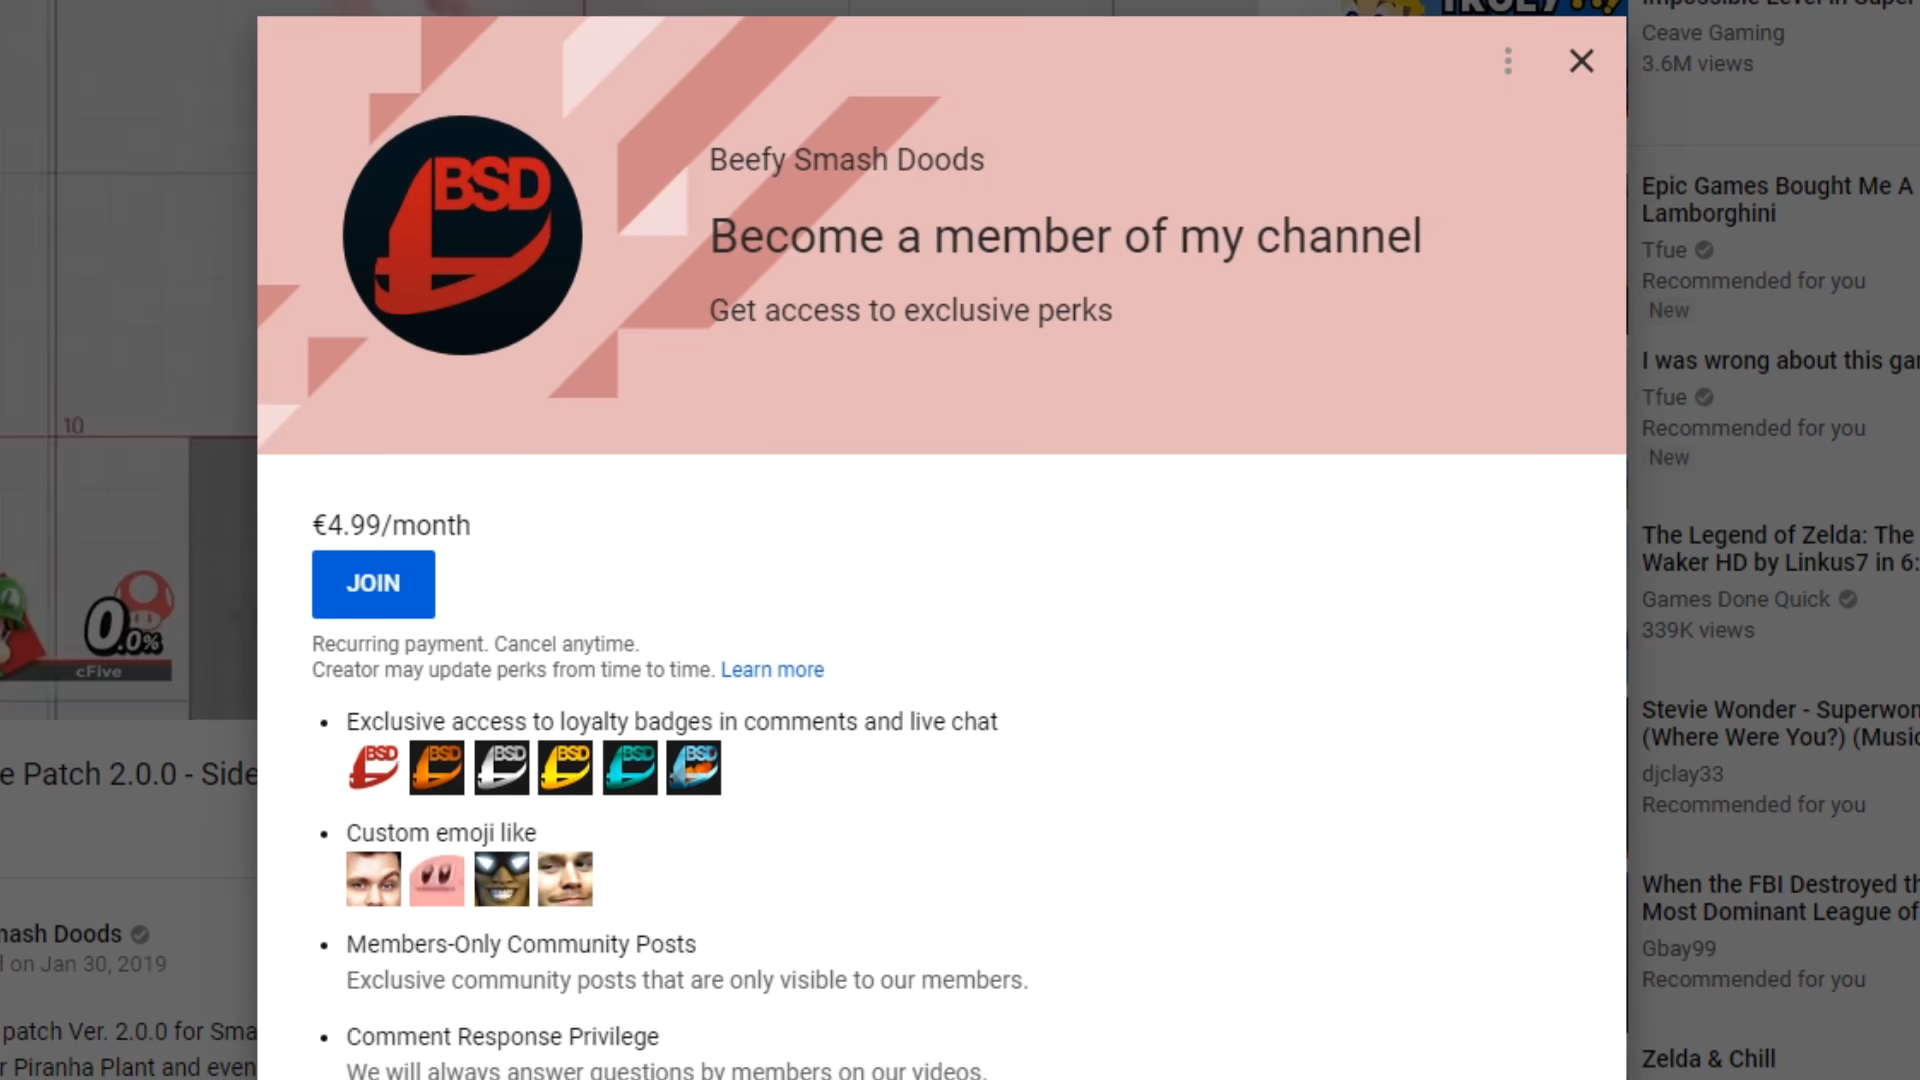 Ceave Gaming
3.6M views
BSD
Beefy Smash Doods
Become a member of my channel
Get access to exclusive perks
€4.99/month
JOIN
Recurring payment. Cancel anytime.
Creator may update perks from time to time. Learn more
• Exclusive access to loyalty badges in comments and live chat
BSD BSD BSD BSD BSD BSD
• Custom emoji like
• Members-Only Community Posts
Exclusive community posts that are only visible to our members.
• Comment Response Privilege
We will always answer questions by members on our videos.
10
0.0%
cFive
e Patch 2.0.0 - Side
mash Doods
on Jan 30, 2019
patch Ver. 2.0.0 for Sma
r Piranha Plant and even
Epic Games Bought Me A
Lamborghini
Tfue
Recommended for you
New
I was wrong about this gar
Tfue
Recommended for you
New
The Legend of Zelda: The
Waker HD by Linkus7 in 6:
Games Done Quick
339K views
Stevie Wonder - Superwon
(Where Were You?) (Music
djclay33
Recommended for you
When the FBI Destroyed th
Most Dominant League of
Gbay99
Recommended for you
Zelda & Chill